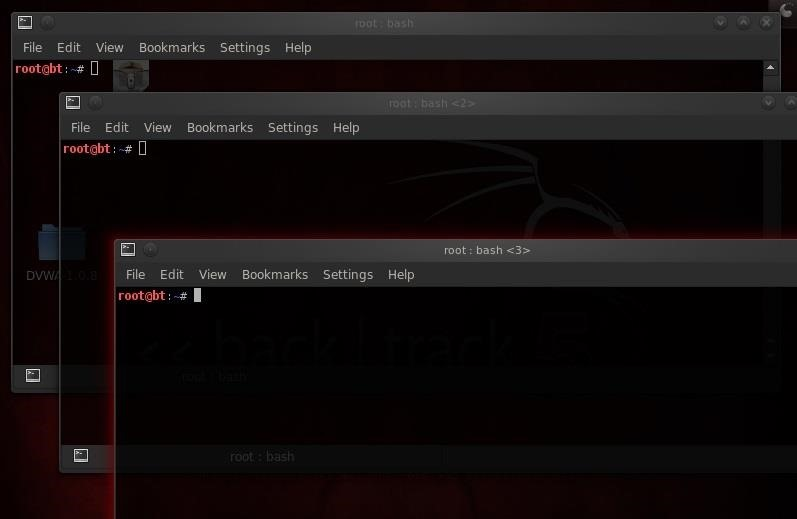 root : bash
File Edit View Bookmarks Settings Help
root@bt:~#
root : bash <2>
File Edit View Bookmarks Settings Help
root@bt:~#
DVWA-1.0.8
root : bash <3>
File Edit View Bookmarks Settings Help
root@bt:~#
<< back | track 5
root : bash
root : bash